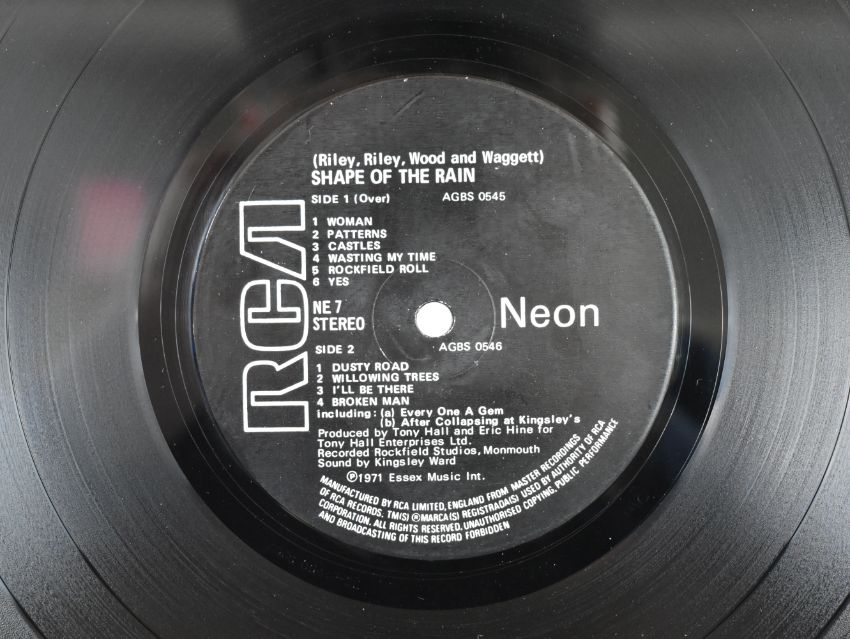 (Riley, Riley, Wood and Waggett)
SHAPE OF THE RAIN
SIDE 1 (Over) AGBS 0545
1 WOMAN
2 PATTERNS
3 CASTLES
4 WASTING MY TIME
5 ROCKFIELD ROLL
6 YES
RCA
NE 7
STEREO
Neon
SIDE 2 AGBS 0546
1 DUSTY ROAD
2 WILLOWING TREES
3 I'LL BE THERE
4 BROKEN MAN
including: (a) Every One A Gem
(b) After Collapsing at Kingsley's
Produced by Tony Hall and Eric Hine for
Tony Hall Enterprises Ltd.
Recorded Rockfield Studios, Monmouth
Sound by Kingsley Ward
℗1971 Essex Music Int.
MANUFACTURED BY RCA LIMITED, ENGLAND FROM MASTER RECORDINGS
OF RCA RECORDS. TM(S) ® MARCA(S) REGISTRADA(S) USED BY AUTHORITY OF RCA
CORPORATION. ALL RIGHTS RESERVED. UNAUTHORISED COPYING, PUBLIC PERFORMANCE
AND BROADCASTING OF THIS RECORD FORBIDDEN